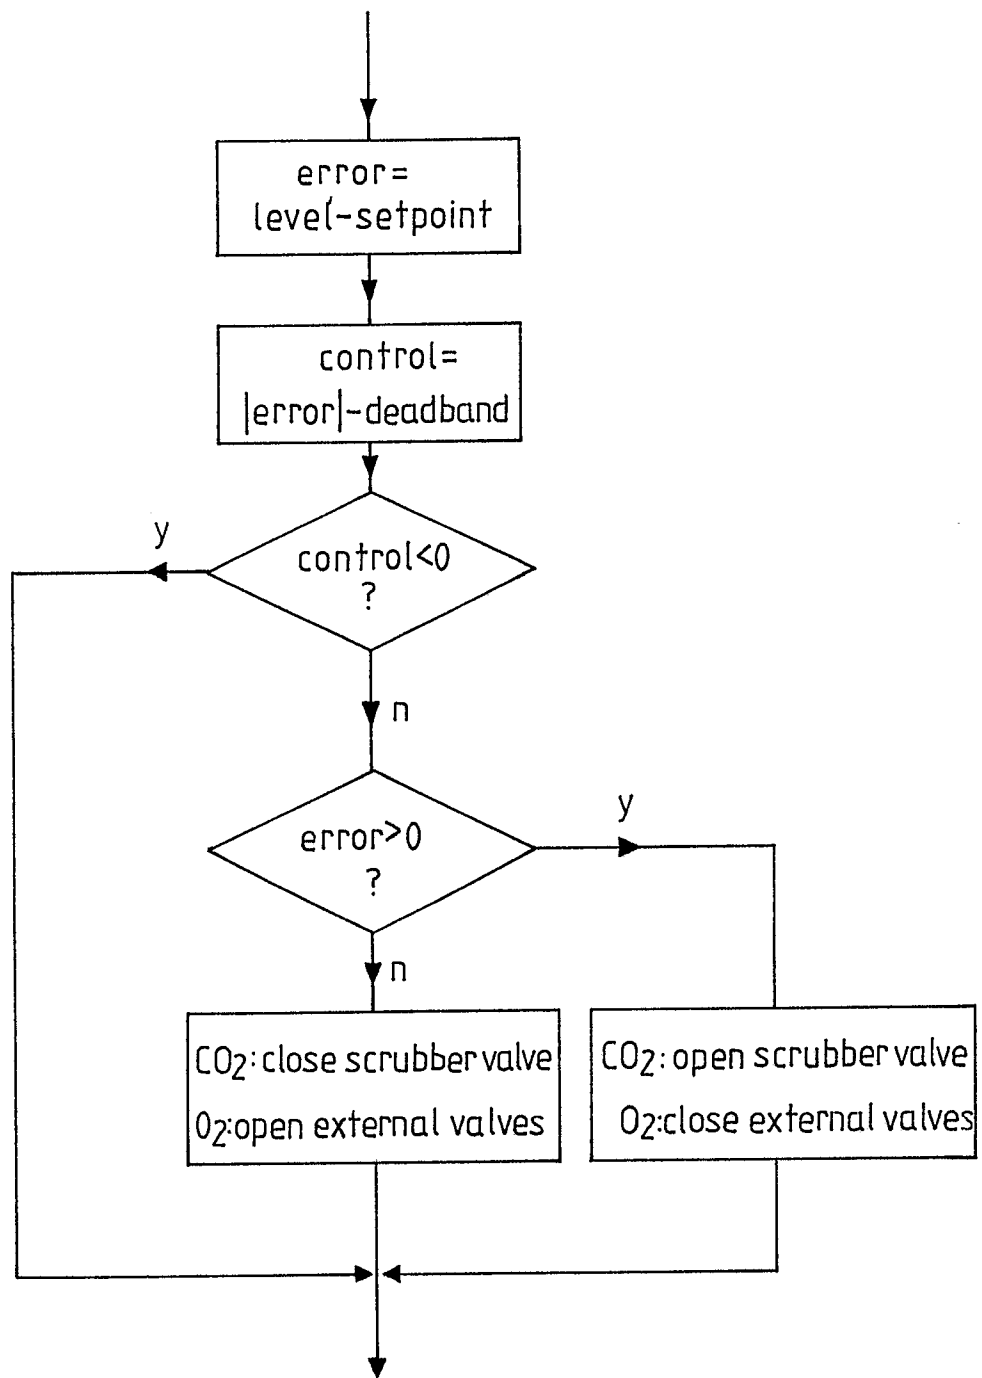 error=
level-setpoint
control=
|error|-deadband
y
control<0
?
n
y
error>0
?
n
CO2:close scrubber valve
O2:open external valves
CO2: open scrubber valve
O2:close external valves